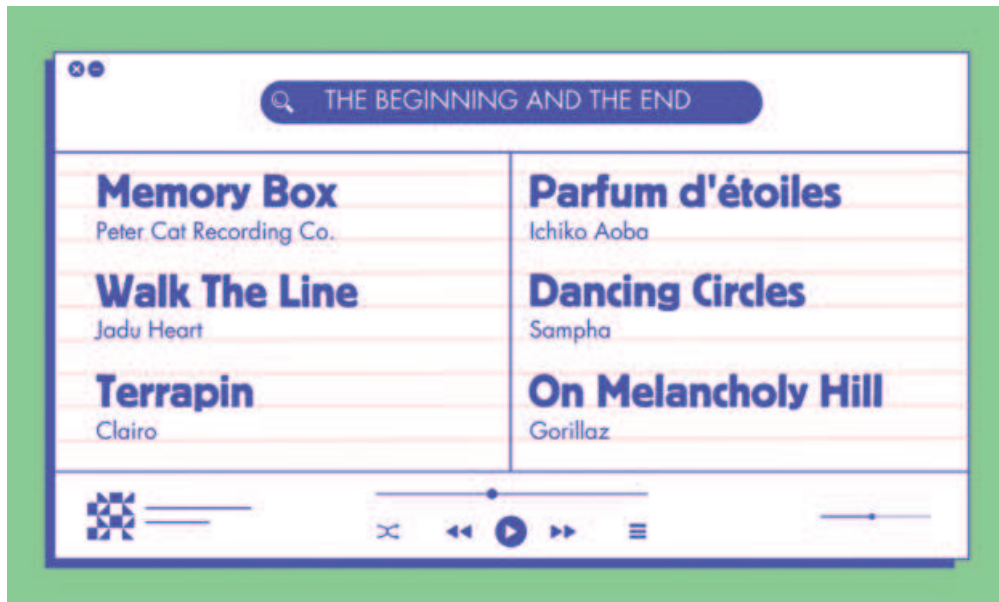 THE BEGINNING AND THE END
Memory Box
Peter Cat Recording Co.
Walk The Line
Jadu Heart
Terrapin
Clairo
Parfum d'étoiles
Ichiko Aoba
Dancing Circles
Sampha
On Melancholy Hill
Gorillaz